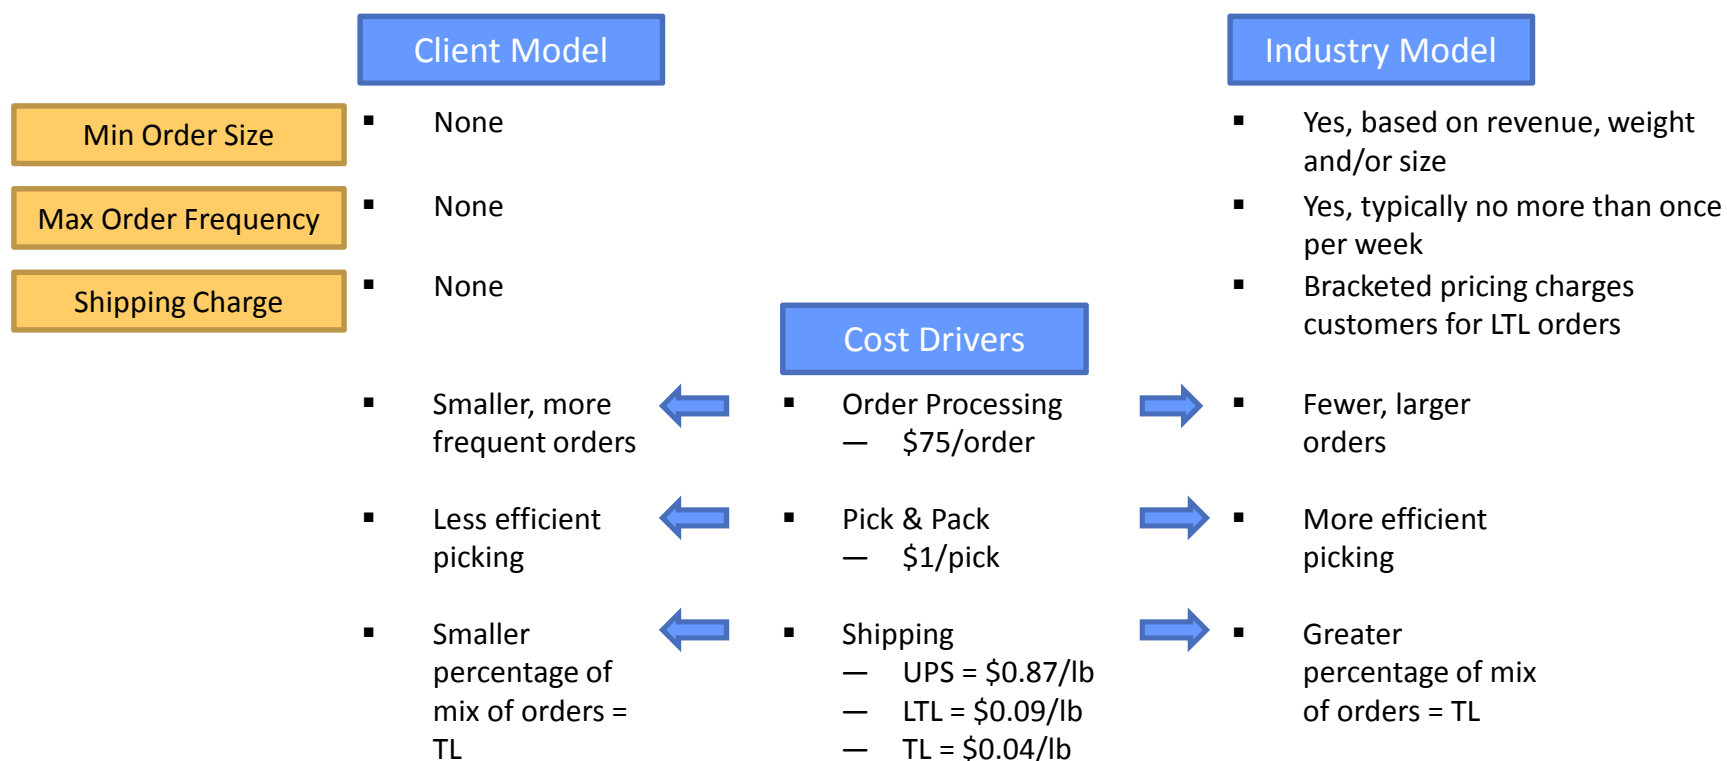 Client Model
Industry Model
Min Order Size
▪ None
▪ Yes, based on revenue, weight
and/or size
Max Order Frequency
▪ None
▪ Yes, typically no more than once
per week
Shipping Charge
▪ None
▪ Bracketed pricing charges
customers for LTL orders
Cost Drivers
▪ Smaller, more
frequent orders
▪ Order Processing
— $75/order
▪ Fewer, larger
orders
▪ Less efficient
picking
▪ Pick & Pack
— $1/pick
▪ More efficient
picking
▪ Smaller
percentage of
mix of orders =
TL
▪ Shipping
— UPS = $0.87/lb
— LTL = $0.09/lb
— TL = $0.04/lb
▪ Greater
percentage of mix
of orders = TL